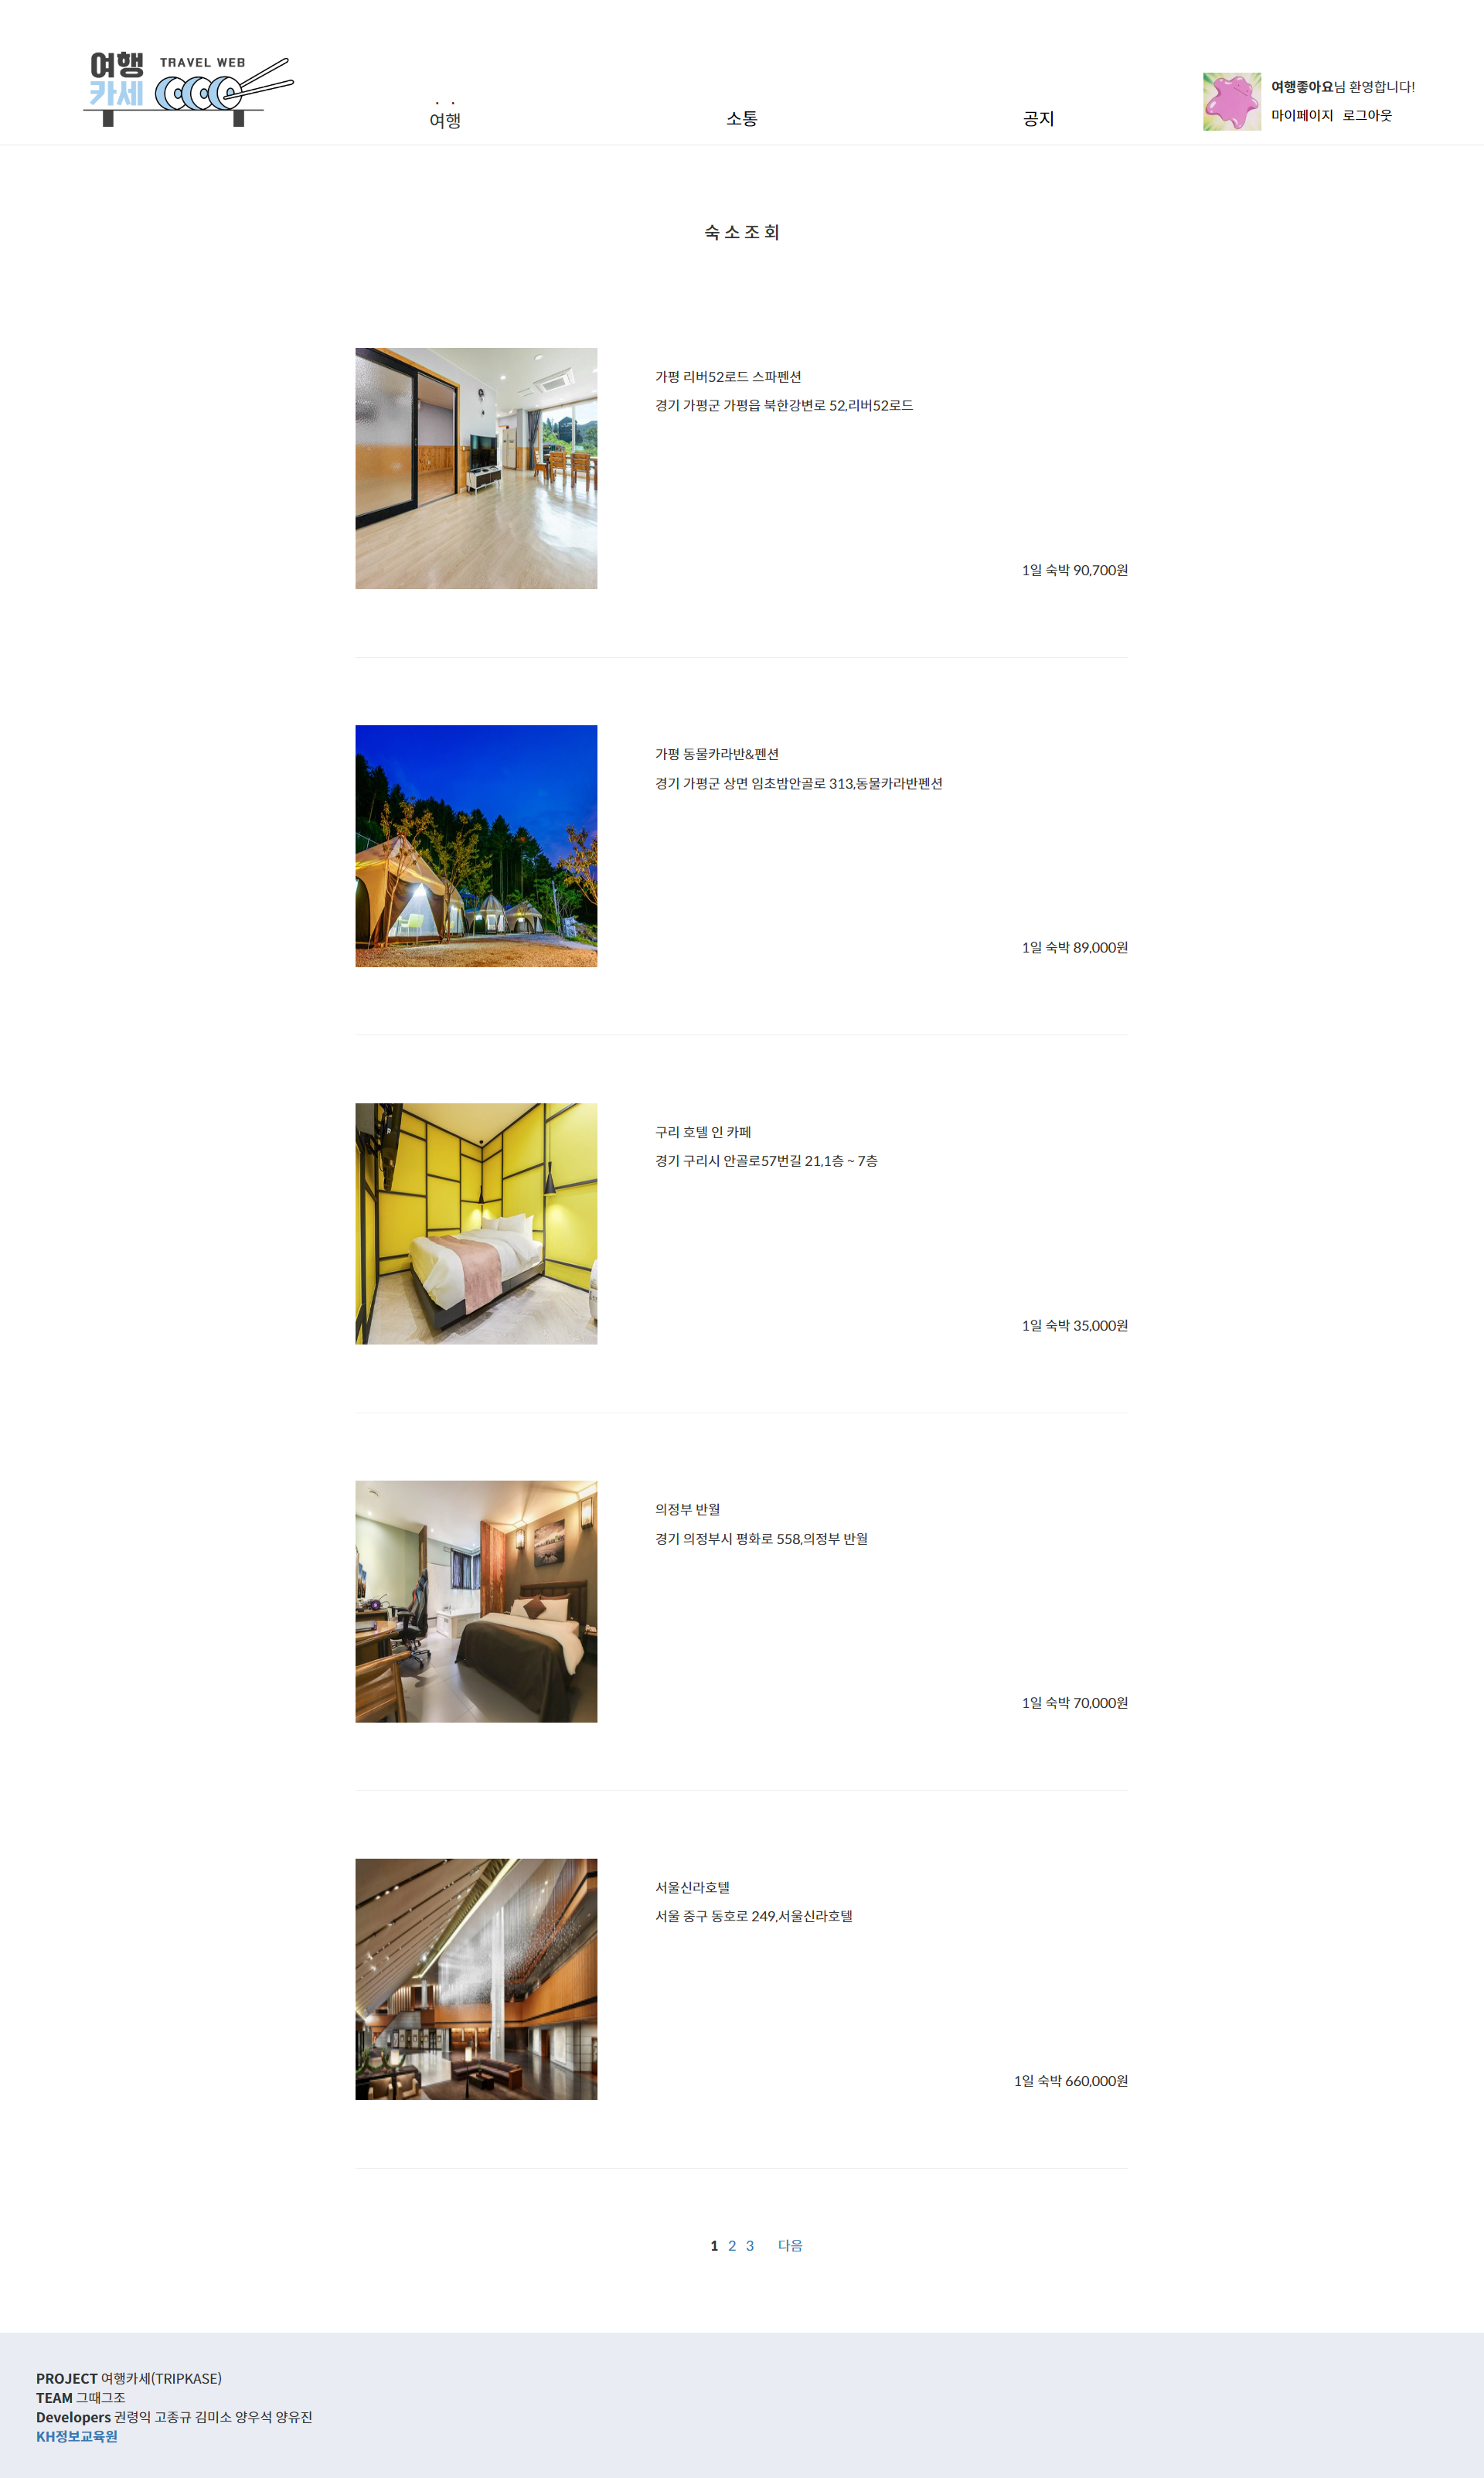 여행
카세
TRAVEL WEB
여행
소통
공지
여행좋아요님 환영합니다!
마이페이지 로그아웃
숙소조회
가평 리버52로드 스파펜션
경기 가평군 가평읍 북한강변로 52,리버52로드
1일 숙박 90,700원
가평 동물카라반&펜션
경기 가평군 상면 임초밤안골로 313,동물카라반펜션
1일 숙박 89,000원
구리 호텔 인 카페
경기 구리시 안골로57번길 21,1층 ~ 7층
1일 숙박 35,000원
의정부 반월
경기 의정부시 평화로 558,의정부 반월
1일 숙박 70,000원
서울신라호텔
서울 중구 동호로 249,서울신라호텔
1일 숙박 660,000원
1 2 3 다음
PROJECT 여행카세(TRIPKASE)
TEAM 그때그조
Developers 권령익 고종규 김미소 양우석 양유진
KH정보교육원